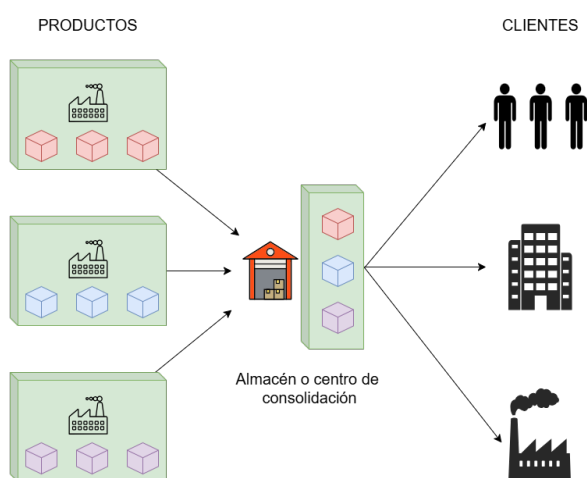 PRODUCTOS
CLIENTES
Almacén o centro de
consolidación